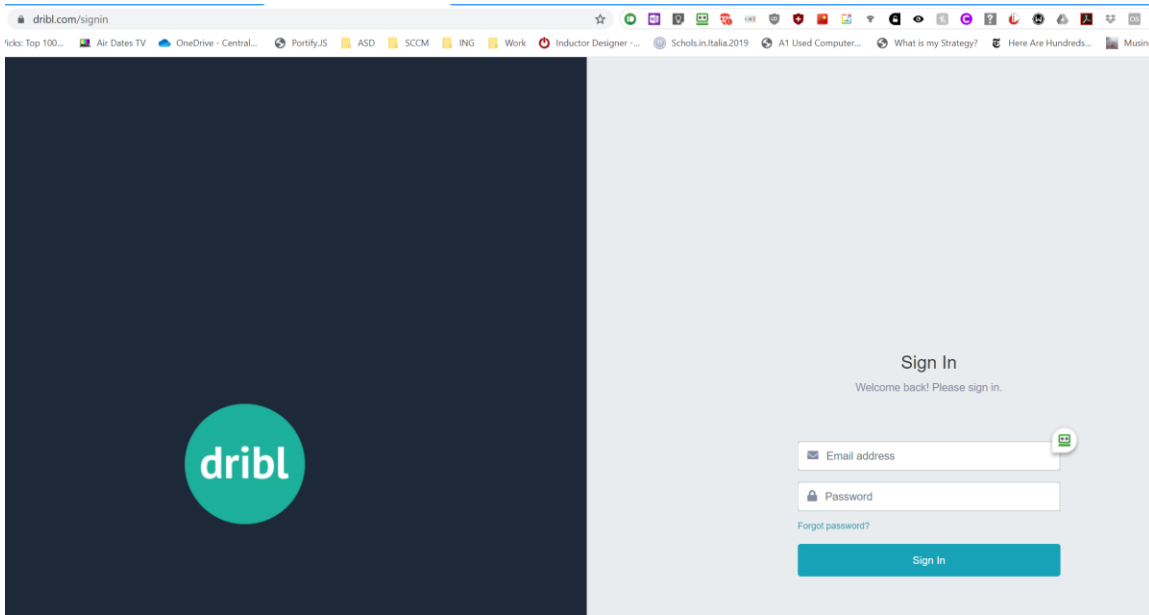 dribl.com/signin
Picks: Top 100... Air Dates TV OneDrive - Central... Portify.JS ASD SCCM ING Work Inductor Designer -... Schols.in.Italia.2019 A1 Used Computer... What is my Strategy? Here Are Hundreds... Musin
Sign In
Welcome back! Please sign in.
dribl
Email address
Password
Forgot password?
Sign In